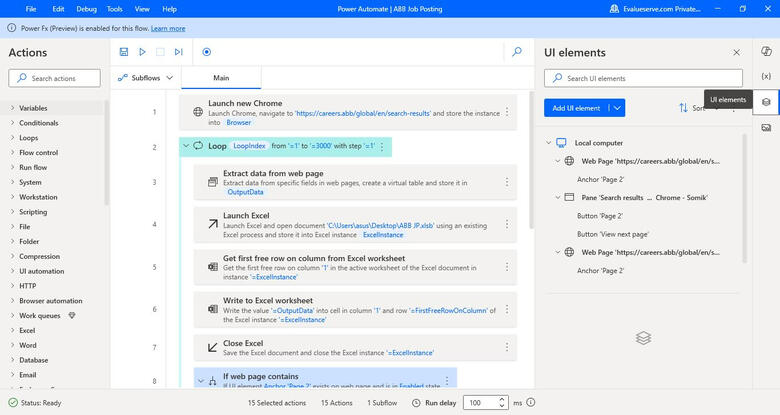 File Edit Debug Tools View Help Power Automate | ABB Job Posting Evalueserve.com Private...
Power Fx (Preview) is enabled for this flow. Learn more
Actions
Search actions
Variables
Conditionals
Loops
Flow control
Run flow
System
Workstation
Scripting
File
Folder
Compression
UI automation
HTTP
Browser automation
Work queues
Excel
Word
Database
Email
Subflows Main
1
Launch new Chrome
Launch Chrome, navigate to 'https://careers.abb/global/en/search-results' and store the instance
into Browser
2
Loop LoopIndex from '=1' to '=3000' with step '=1'
3
Extract data from web page
Extract data from specific fields in web pages, create a virtual table and store it in
OutputData
4
Launch Excel
Launch Excel and open document 'C:\Users\asus\Desktop\ABB JP.xlsb' using an existing
Excel process and store it into Excel instance ExcelInstance
5
Get first free row on column from Excel worksheet
Get the first free row on column '1' in the active worksheet of the Excel document in
instance '=ExcelInstance'
6
Write to Excel worksheet
Write the value '=OutputData' into cell in column '1' and row '=FirstFreeRowOnColumn' of
the Excel instance '=ExcelInstance'
7
Close Excel
Save the Excel document and close the Excel instance '=ExcelInstance'
8
If web page contains
If UI element Anchor 'Page 2' exists on web page and is in Enabled state
UI elements
Search UI elements
UI elements
Add UI element
Sort
Local computer
Web Page 'https://careers.abb/global/en/s...
Anchor 'Page 2'
Pane 'Search results ... Chrome - Somik'
Button 'Page 2'
Button 'View next page'
Web Page 'https://careers.abb/global/en/s...
Anchor 'Page 2'
{x}
Status: Ready 15 Selected actions 15 Actions 1 Subflow Run delay 100 ms